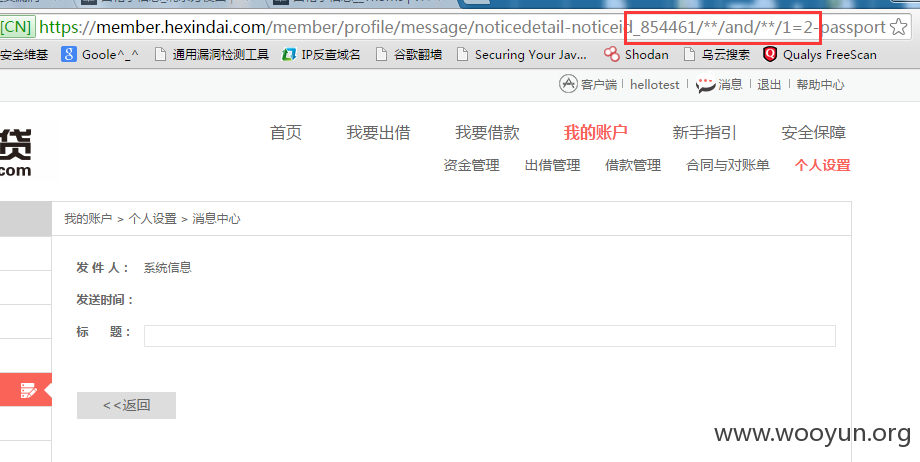 [CN] https://member.hexindai.com/member/profile/message/noticedetail-noticeid_854461/**/and/**/1=2-passport
安全维基 Goole^_^ 通用漏洞检测工具 IP反查域名 谷歌翻墙 Securing Your Jav... Shodan 乌云搜索 Qualys FreeScan
客户端 hellotest 消息 退出 帮助中心
贷 首页 我要出借 我要借款 我的账户 新手指引 安全保障
com 资金管理 出借管理 借款管理 合同与对账单 个人设置
我的账户 > 个人设置 > 消息中心
发 件 人： 系统信息
发送时间：
标 题：
<<返回
www.wooyun.org